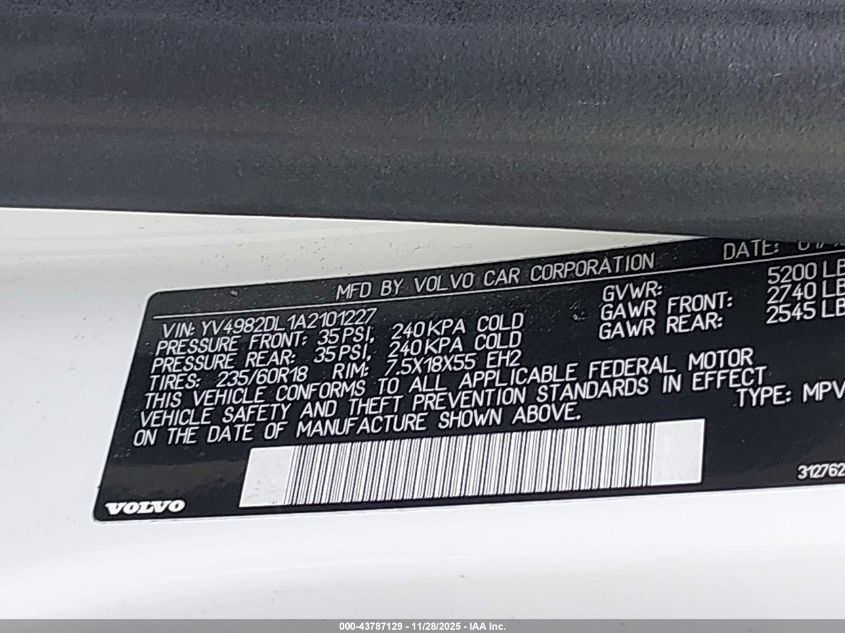 MFD BY VOLVO CAR CORPORATION DATE:
VIN: YV4982DL1A2101227
PRESSURE FRONT: 35PSI, 240KPA COLD
PRESSURE REAR: 35PSI, 240KPA COLD
TIRES: 235/60R18 RIM: 7.5X18X55 EH2
GVWR: 5200 LB
GAWR FRONT: 2740 LB
GAWR REAR: 2545 LB
THIS VEHICLE CONFORMS TO ALL APPLICABLE FEDERAL MOTOR
VEHICLE SAFETY AND THEFT PREVENTION STANDARDS IN EFFECT
ON THE DATE OF MANUFACTURE SHOWN ABOVE.
TYPE: MPV
VOLVO
312762
000-43787129 - 11/28/2025 - IAA Inc.